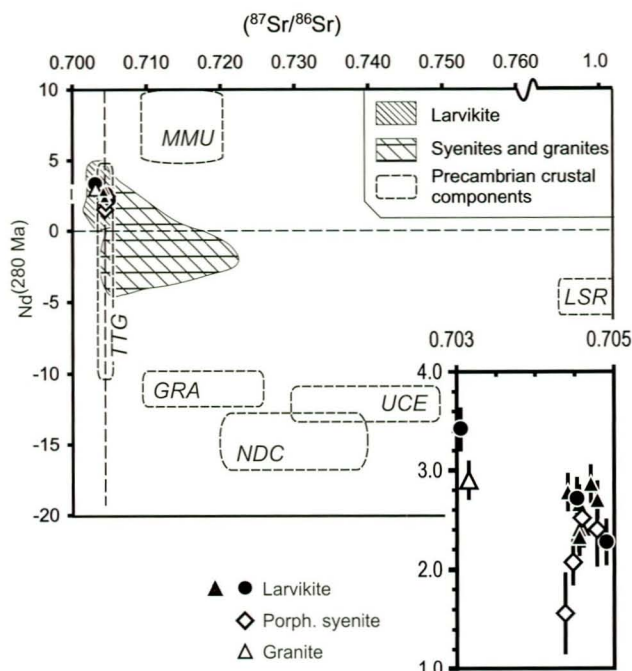 (87Sr/86Sr)
0.700 0.710 0.720 0.730 0.740 0.750 0.760 1.0
10
5
0
-5
-10
-15
-20
Nd(280 Ma)
MMU
Larvikite
Syenites and granites
Precambrian crustal
components
TTG
LSR
GRA
UCE
NDC
0.703 0.705
4.0
3.0
2.0
1.0
Larvikite
Porph. syenite
Granite